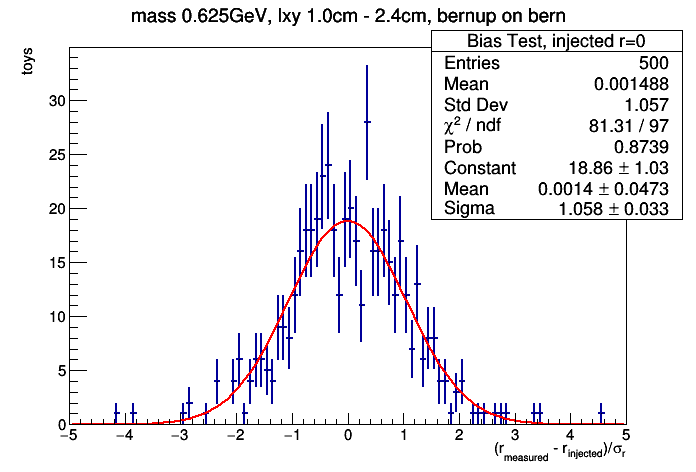 mass 0.625GeV, lxy 1.0cm - 2.4cm, bernup on bern
toys
Bias Test, injected r=0
Entries 500
Mean 0.001488
Std Dev 1.057
χ² / ndf 81.31 / 97
Prob 0.8739
Constant 18.86 ± 1.03
Mean 0.0014 ± 0.0473
Sigma 1.058 ± 0.033
30
25
20
15
10
5
0
−5 −4 −3 −2 −1 0 1 2 3 4 5
(r_measured - r_injected)/σ_r